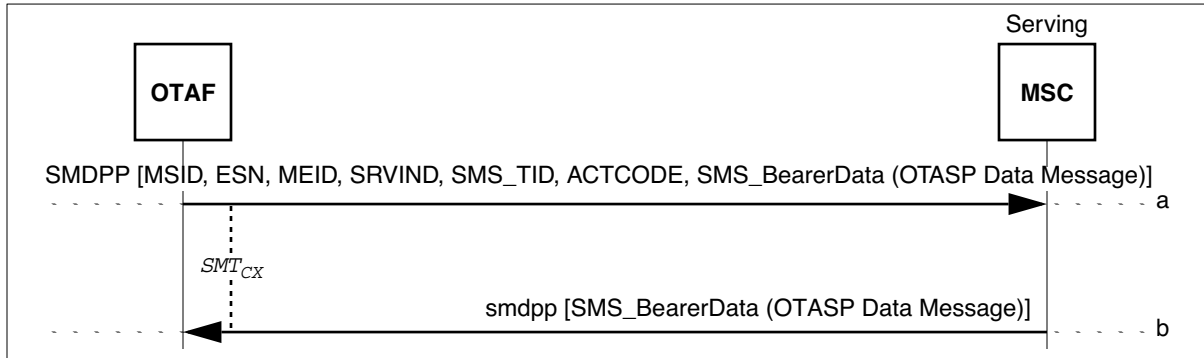 Serving
OTAF
MSC
SMDPP [MSID, ESN, MEID, SRVIND, SMS_TID, ACTCODE, SMS_BearerData (OTASP Data Message)]
a
SMT_CX
smdpp [SMS_BearerData (OTASP Data Message)]
b